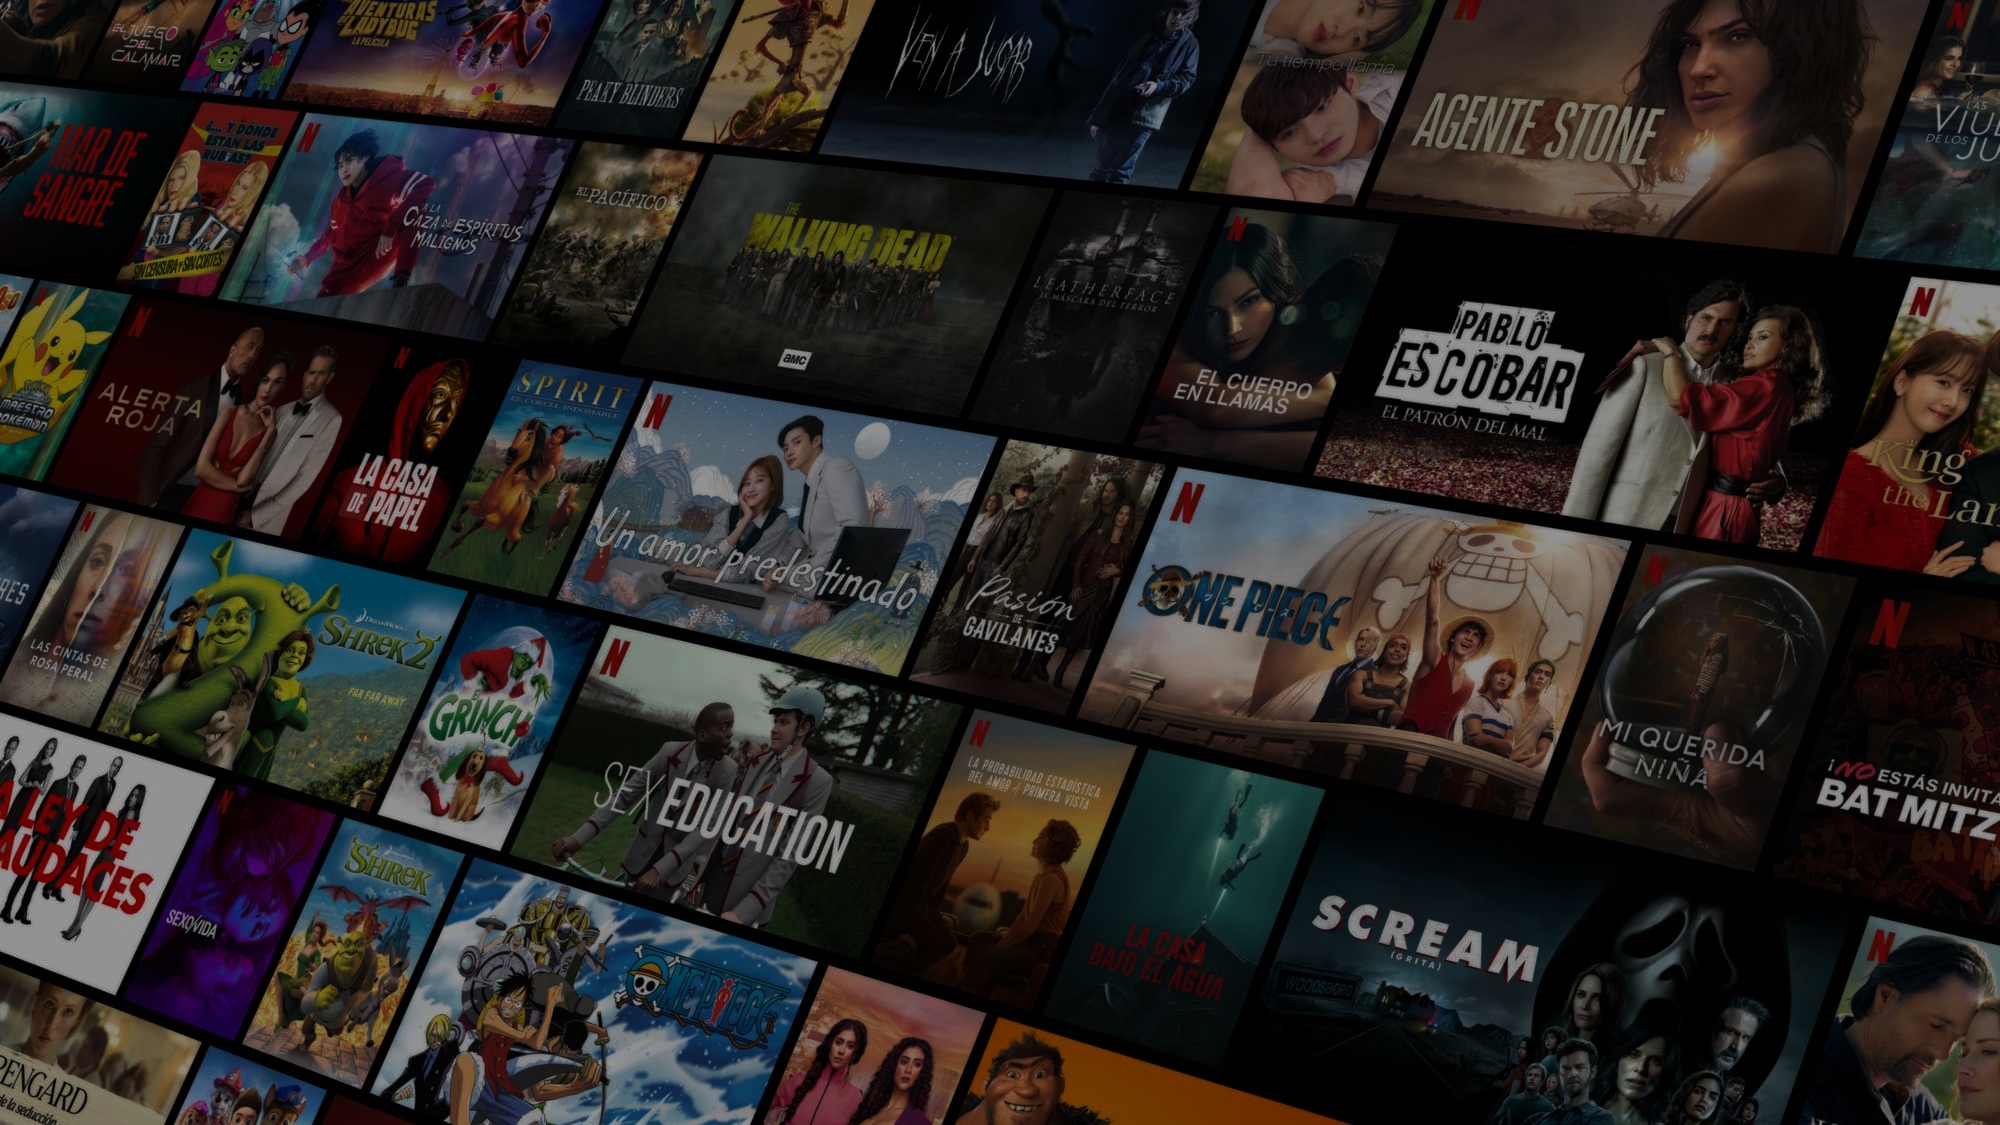 EL JUEGO
DEL
CALAMAR
AVENTURAS
DE LADYBUG
LA PELÍCULA
PEAKY BLINDERS
VEN A JUGAR
Tu tiempo llama
AGENTE STONE
LAS
DE LOS
MAR DE
SANGRE
¿... Y DÓNDE
ESTÁN LAS
RUBIAS?
SIN CENSURA Y SIN CORTES
A LA
CAZA DE ESPÍRITUS
MALIGNOS
EL PACÍFICO
THE
WALKING DEAD
aMC
LEATHERFACE
LA MÁSCARA DEL TERROR
EL CUERPO
EN LLAMAS
PABLO
ESCOBAR
EL PATRÓN DEL MAL
King
the Lan
MAESTRO
POKÉMON
ALERTA
ROJA
LA CASA
DE PAPEL
SPIRIT
EL CORCEL INDOMABLE
Un amor predestinado
Pasión
DE
GAVILANES
ONE PIECE
MI QUERIDA
NIÑA
¡NO ESTÁS INVITA
BAT MITZ
RES
LAS CINTAS DE
ROSA PERAL
DREAMWORKS
SHREK 2
FAR FAR AWAY
EL
GRINCH
SEX EDUCATION
LA PROBABILIDAD ESTADÍSTICA
DEL AMOR A PRIMERA VISTA
LA CASA
BAJO EL AGUA
SCREAM
(GRITA)
WOODSBORO
A LEY DE
AUDACES
SEXO/VIDA
SHREK
ONE PIECE
PENGARD
de la seducción